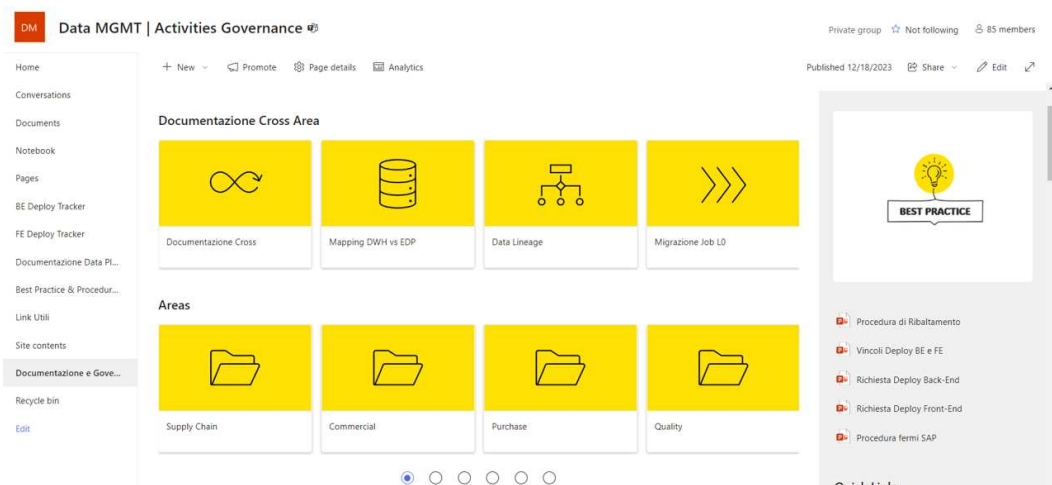 DM Data MGMT | Activities Governance
Private group Not following 85 members
Home
Conversations
Documents
Notebook
Pages
BE Deploy Tracker
FE Deploy Tracker
Documentazione Data Pl...
Best Practice & Procedur...
Link Utili
Site contents
Documentazione e Gove...
Recycle bin
Edit
+ New Promote Page details Analytics
Published 12/18/2023 Share Edit
Documentazione Cross Area
Documentazione Cross
Mapping DWH vs EDP
Data Lineage
Migrazione Job L0
Areas
Supply Chain
Commercial
Purchase
Quality
BEST PRACTICE
Procedura di Ribaltamento
Vincoli Deploy BE e FE
Richiesta Deploy Back-End
Richiesta Deploy Front-End
Procedura fermi SAP